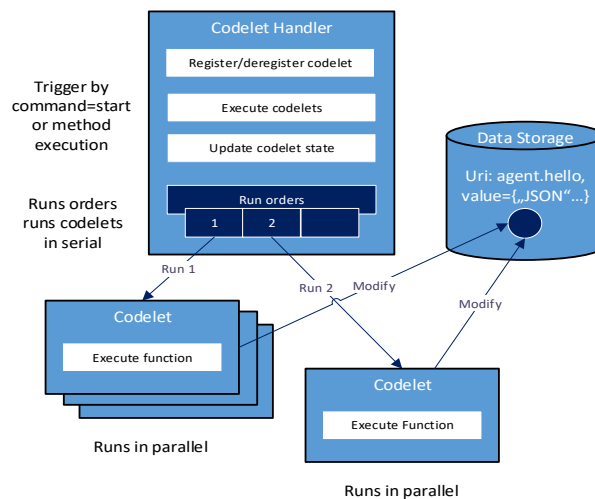 Codelet Handler
Register/deregister codelet
Execute codelets
Update codelet state
Trigger by
command=start
or method
execution
Runs orders
runs codelets
in serial
Run orders
1
2
Data Storage
Uri: agent.hello,
value={„JSON“...}
Run 1
Run 2
Modify
Modify
Codelet
Execute function
Runs in parallel
Codelet
Execute Function
Runs in parallel